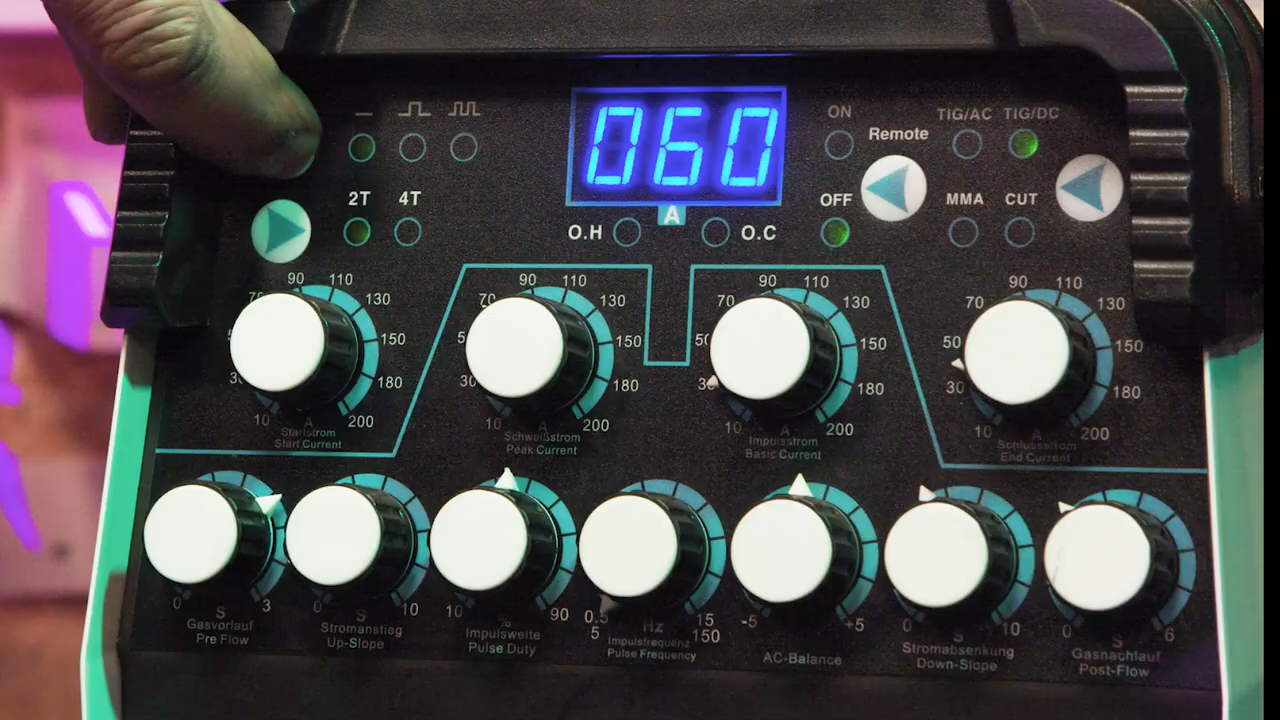 TIG/AC TIG/DC
ON
Remote
060
2T 4T
OFF
MMA CUT
A
O.H O.C
90 110
70 130
150
30 180
10 A 200
Startstrom
Start Current
90 110
70 130
150
30 180
10 A 200
Schweißstrom
Peak Current
90 110
70 130
50 150
30 180
10 A 200
Impulsstrom
Basic Current
90 110
70 130
50 150
30 180
10 A 200
Schlussstrom
End Current
0 S 3
Gasvorlauf
Pre Flow
0 S 10
Stromanstieg
Up-Slope
10 % 90
Impulsweite
Pulse Duty
0.5 Hz 15
5 150
Impulsfrequenz
Pulse Frequency
-5 +5
AC-Balance
0 S 10
Stromabsenkung
Down-Slope
0 S 6
Gasnachlauf
Post-Flow